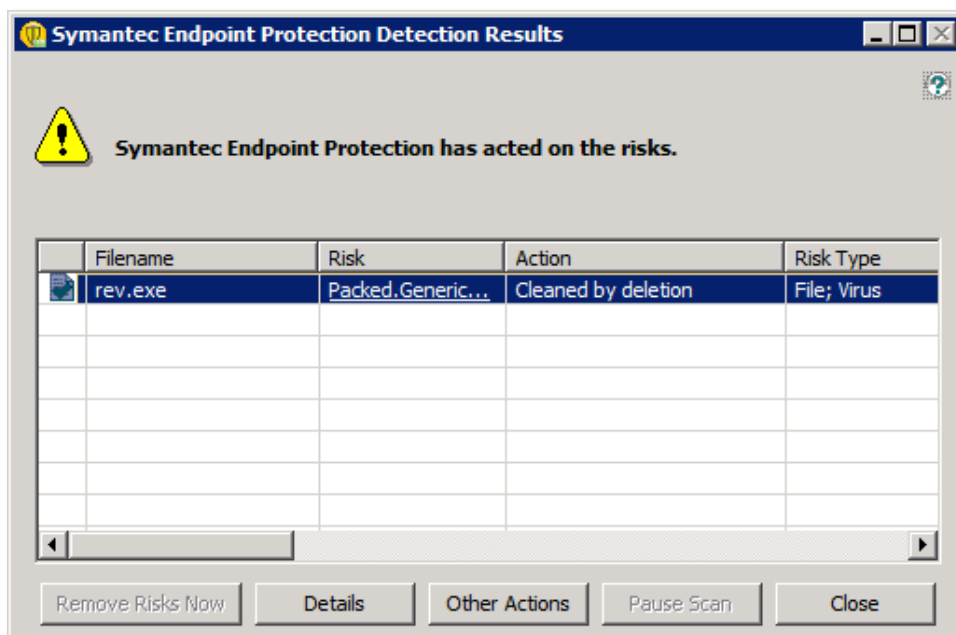 Symantec Endpoint Protection Detection Results
Symantec Endpoint Protection has acted on the risks.
Filename Risk Action Risk Type
rev.exe Packed.Generic... Cleaned by deletion File; Virus
Remove Risks Now Details Other Actions Pause Scan Close